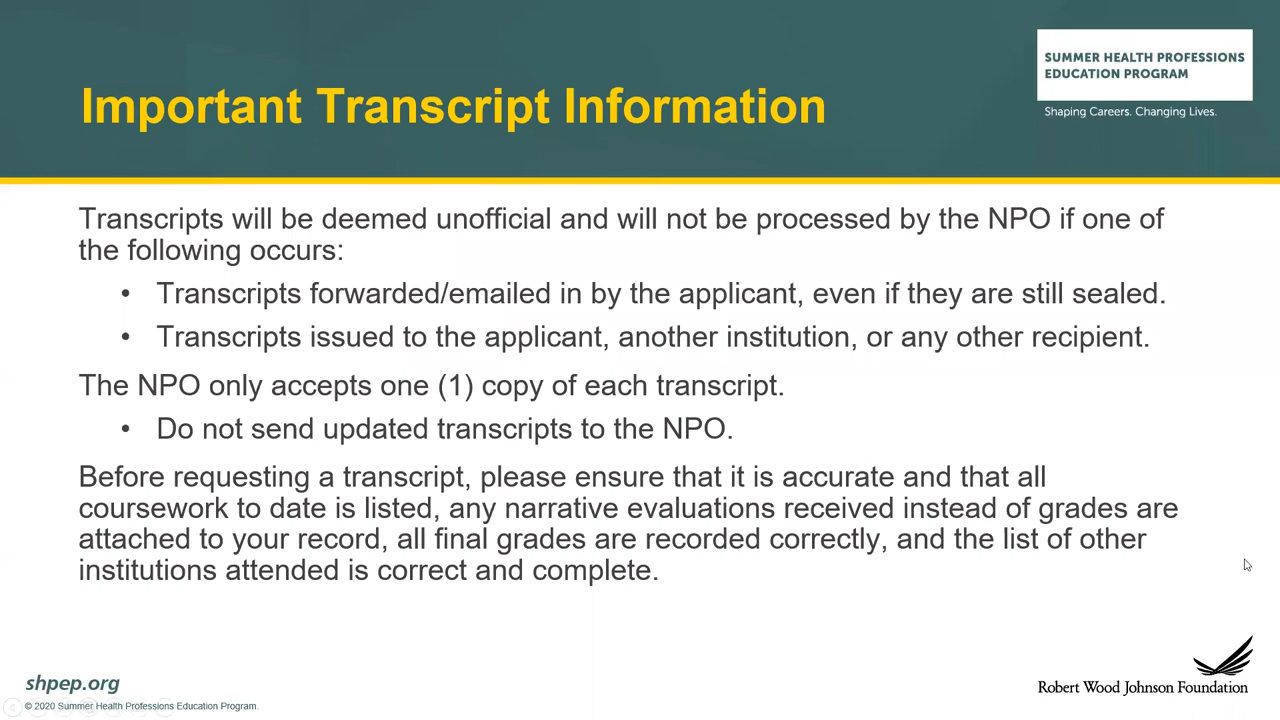 SUMMER HEALTH PROFESSIONS
EDUCATION PROGRAM
Shaping Careers. Changing Lives.
Important Transcript Information
Transcripts will be deemed unofficial and will not be processed by the NPO if one of
the following occurs:
• Transcripts forwarded/emailed in by the applicant, even if they are still sealed.
• Transcripts issued to the applicant, another institution, or any other recipient.
The NPO only accepts one (1) copy of each transcript.
• Do not send updated transcripts to the NPO.
Before requesting a transcript, please ensure that it is accurate and that all
coursework to date is listed, any narrative evaluations received instead of grades are
attached to your record, all final grades are recorded correctly, and the list of other
institutions attended is correct and complete.
shpep.org
© 2020 Summer Health Professions Education Program.
Robert Wood Johnson Foundation